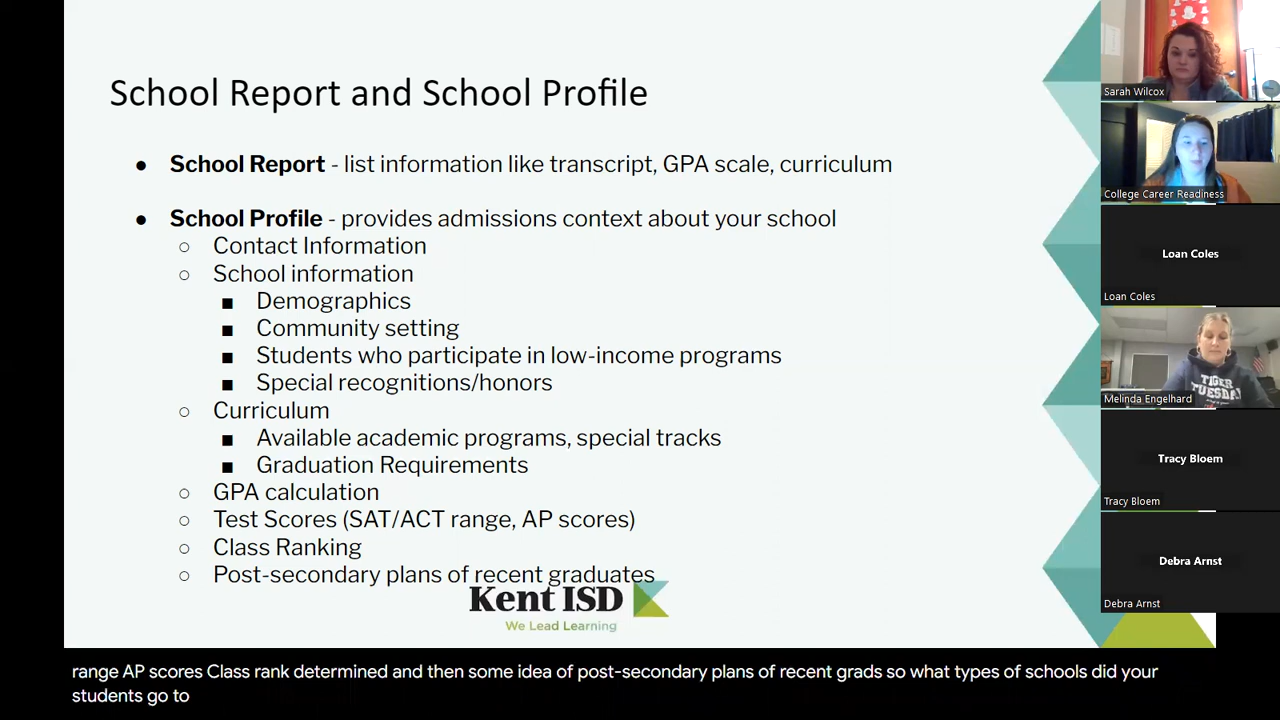 School Report and School Profile
● School Report - list information like transcript, GPA scale, curriculum
● School Profile - provides admissions context about your school
○ Contact Information
○ School information
■ Demographics
■ Community setting
■ Students who participate in low-income programs
■ Special recognitions/honors
○ Curriculum
■ Available academic programs, special tracks
■ Graduation Requirements
○ GPA calculation
○ Test Scores (SAT/ACT range, AP scores)
○ Class Ranking
○ Post-secondary plans of recent graduates
Kent ISD
We Lead Learning
Sarah Wilcox
College Career Readiness
Loan Coles
Loan Coles
TIGER
TUESDAY
Melinda Engelhard
Tracy Bloem
Tracy Bloem
Debra Arnst
Debra Arnst
range AP scores Class rank determined and then some idea of post-secondary plans of recent grads so what types of schools did your
students go to